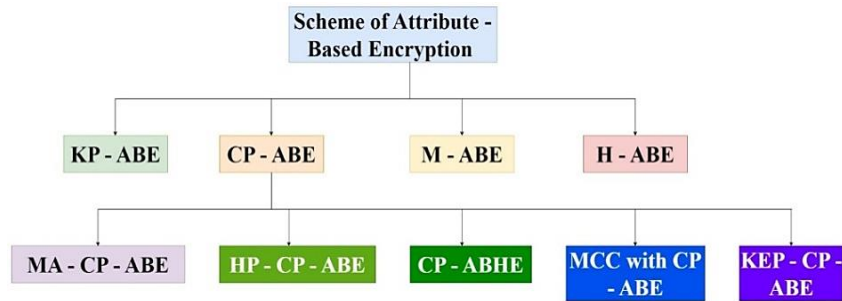 Scheme of Attribute -
Based Encryption
KP - ABE
CP - ABE
M - ABE
H - ABE
MA - CP - ABE
HP - CP - ABE
CP - ABHE
MCC with CP
- ABE
KEP - CP -
ABE